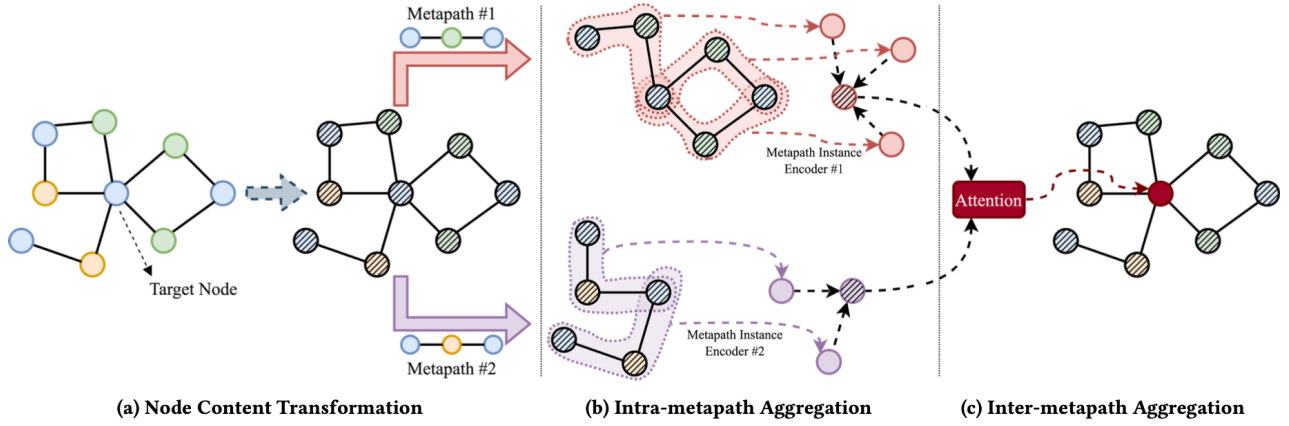 Metapath #1
Target Node
Metapath #2
Metapath Instance
Encoder #1
Metapath Instance
Encoder #2
Attention
(a) Node Content Transformation
(b) Intra-metapath Aggregation
(c) Inter-metapath Aggregation